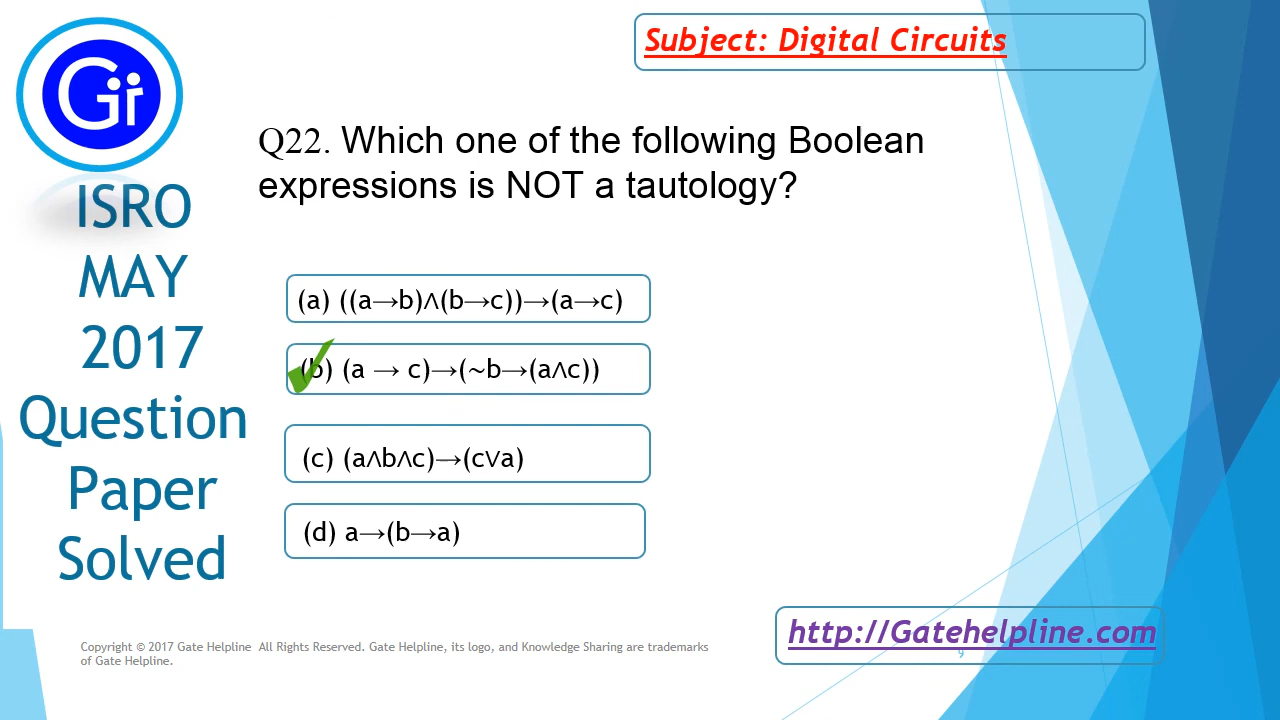 Subject: Digital Circuits
Gi
ISRO
MAY
2017
Question
Paper
Solved
Q22. Which one of the following Boolean
expressions is NOT a tautology?
(a) ((a→b)∧(b→c))→(a→c)
(b) (a → c)→(~b→(a∧c))
(c) (a∧b∧c)→(c∨a)
(d) a→(b→a)
http://Gatehelpline.com
Copyright © 2017 Gate Helpline All Rights Reserved. Gate Helpline, its logo, and Knowledge Sharing are trademarks
of Gate Helpline.
9